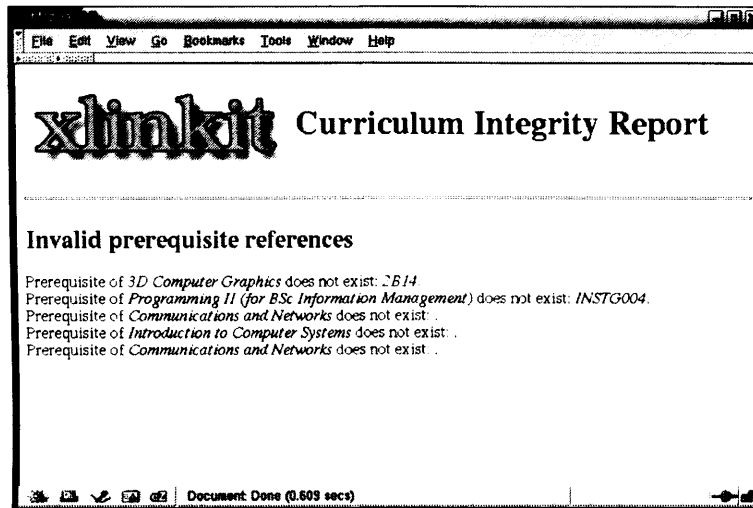 File Edit View Go Bookmarks Tools Window Help
xlinkit Curriculum Integrity Report
Invalid prerequisite references
Prerequisite of 3D Computer Graphics does not exist: 2B14.
Prerequisite of Programming II (for BSc Information Management) does not exist: INSTG004.
Prerequisite of Communications and Networks does not exist: .
Prerequisite of Introduction to Computer Systems does not exist: .
Prerequisite of Communications and Networks does not exist: .
Document: Done (0.609 secs)